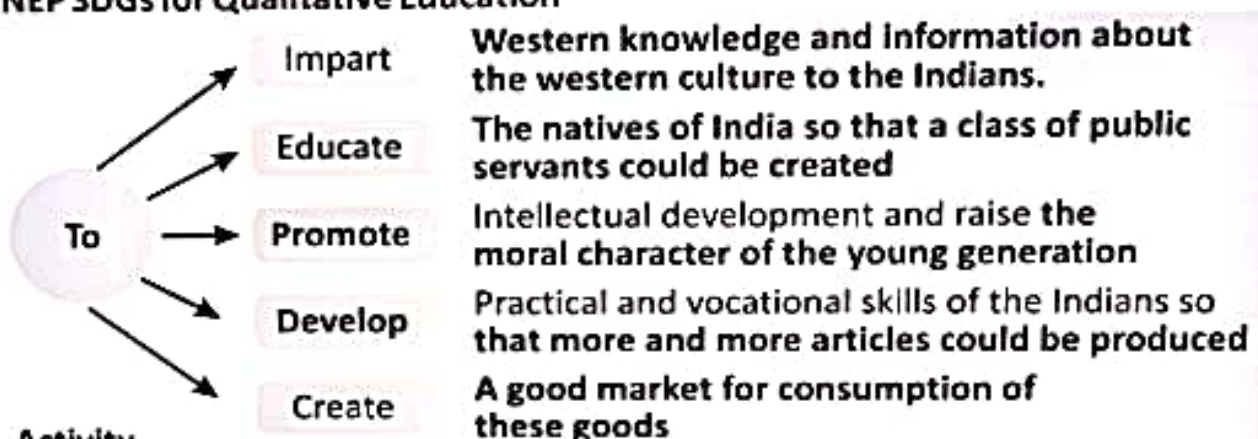 NEP SDGs for Qualitative Education
Impart
Western knowledge and information about
the western culture to the Indians.
Educate
The natives of India so that a class of public
servants could be created
To
Promote
Intellectual development and raise the
moral character of the young generation
Develop
Practical and vocational skills of the Indians so
that more and more articles could be produced
Create
A good market for consumption of
these goods
Activity